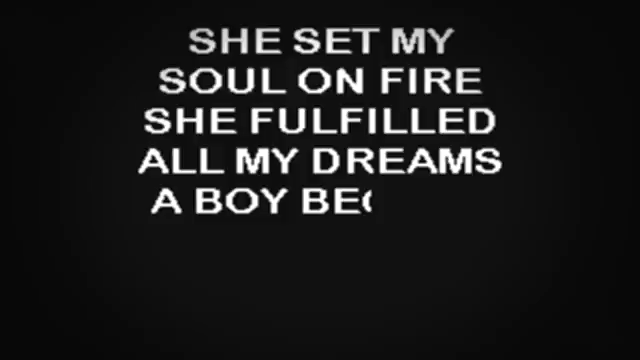 SHE SET MY
SOUL ON FIRE
SHE FULFILLED
ALL MY DREAMS
A BOY